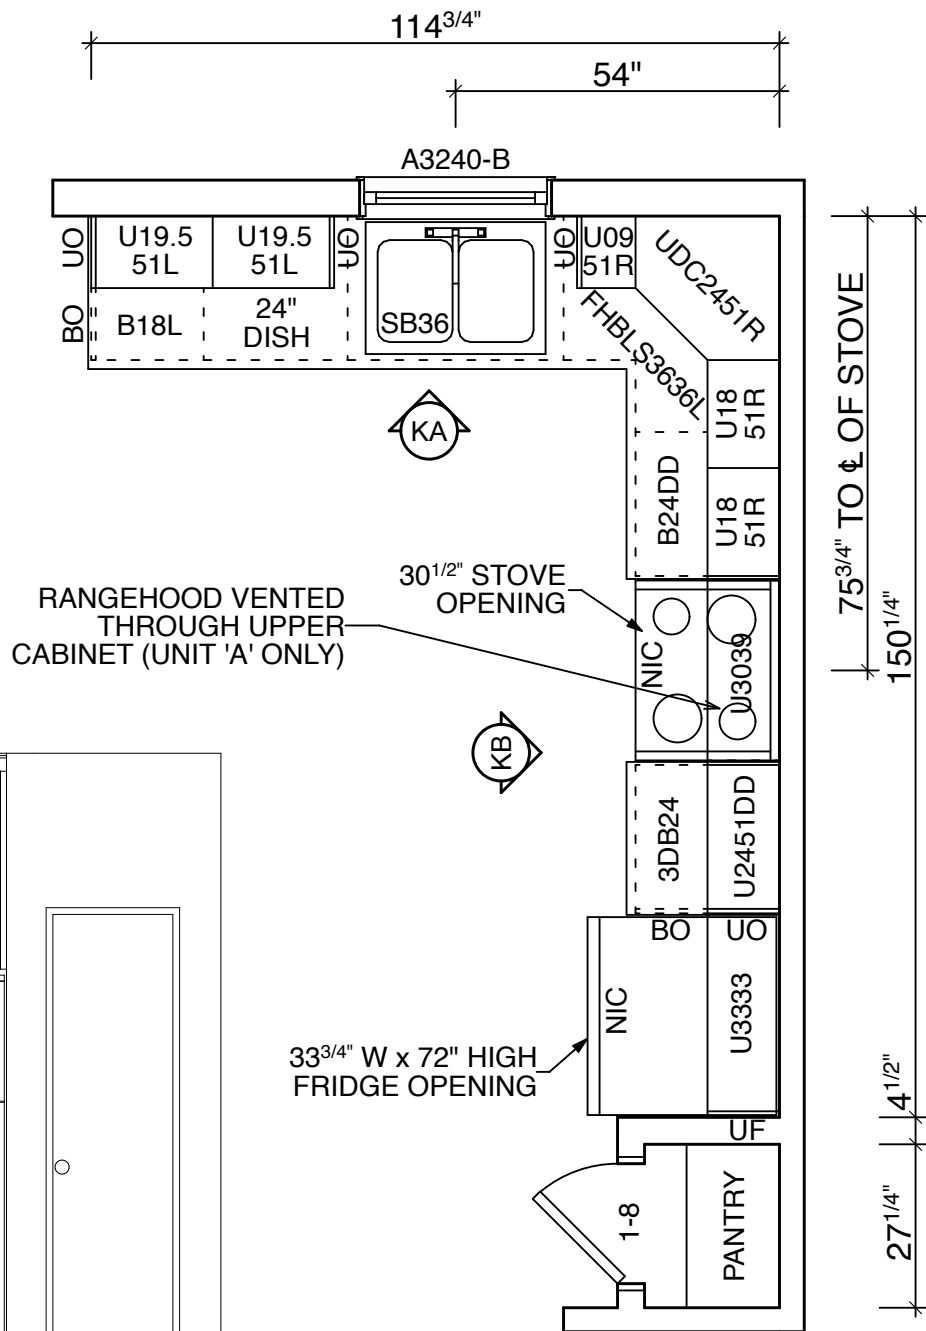 114 3/4"
54"
A3240-B
UO
U19.5
51L
U19.5
51L
UO
UO
U09
51R
UDC2451R
BO
B18L
24"
DISH
SB36
FHBLS3636L
U18
51R
KA
B24DD
U18
51R
75 3/4" TO ℄ OF STOVE
150 1/4"
30 1/2" STOVE
OPENING
RANGEHOOD VENTED
THROUGH UPPER
CABINET (UNIT 'A' ONLY)
NIC
U3039
KB
3DB24
U2451DD
BO
UO
NIC
U3333
33 3/4" W x 72" HIGH
FRIDGE OPENING
4 1/2"
UF
1-8
PANTRY
27 1/4"